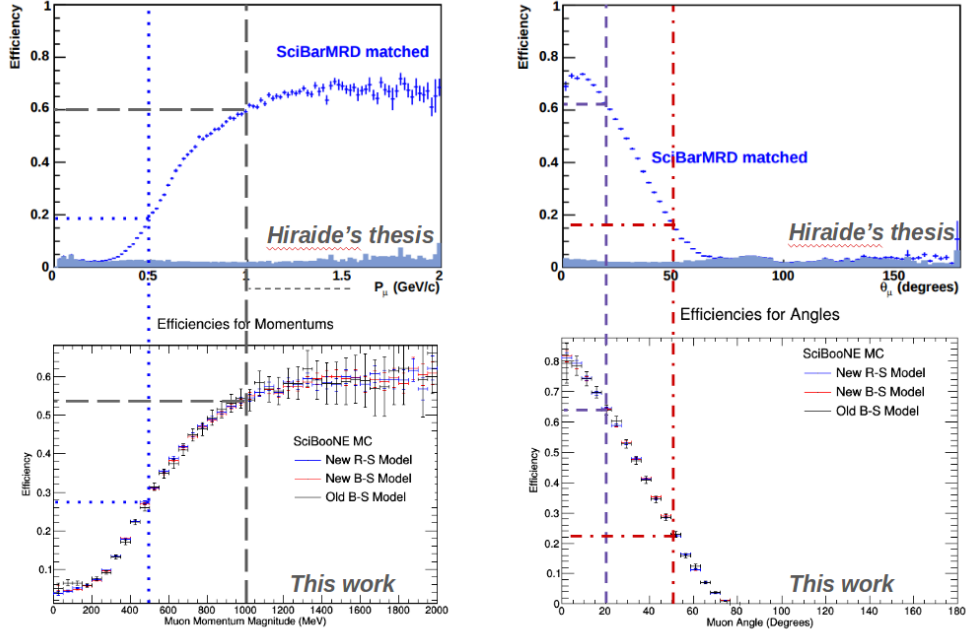 Efficiency
1
0.8
0.6
0.4
0.2
0
SciBarMRD matched
Hiraide's thesis
0 0.5 1 1.5 2
Pμ (GeV/c)
Efficiency
1
0.8
0.6
0.4
0.2
0
SciBarMRD matched
Hiraide's thesis
0 50 100 150
θμ (degrees)
Efficiencies for Momentums
Efficiency
0.6
0.5
0.4
0.3
0.2
0.1
SciBooNE MC
New R-S Model
New B-S Model
Old B-S Model
This work
0 200 400 600 800 1000 1200 1400 1600 1800 2000
Muon Momentum Magnitude (MeV)
Efficiencies for Angles
Efficiency
0.8
0.7
0.6
0.5
0.4
0.3
0.2
0.1
0
SciBooNE MC
New R-S Model
New B-S Model
Old B-S Model
This work
0 20 40 60 80 100 120 140 160 180
Muon Angle (Degrees)